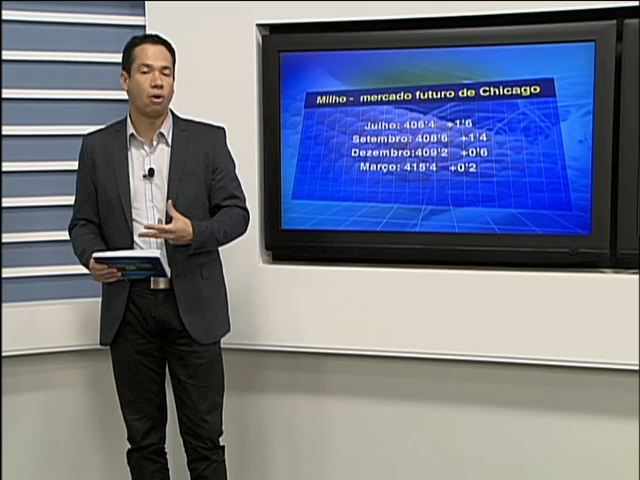 Milho - mercado futuro de Chicago
Julho: 406'4 +1'6
Setembro: 408'6 +1'4
Dezembro: 409'2 +0'6
Março: 415'4 +0'2